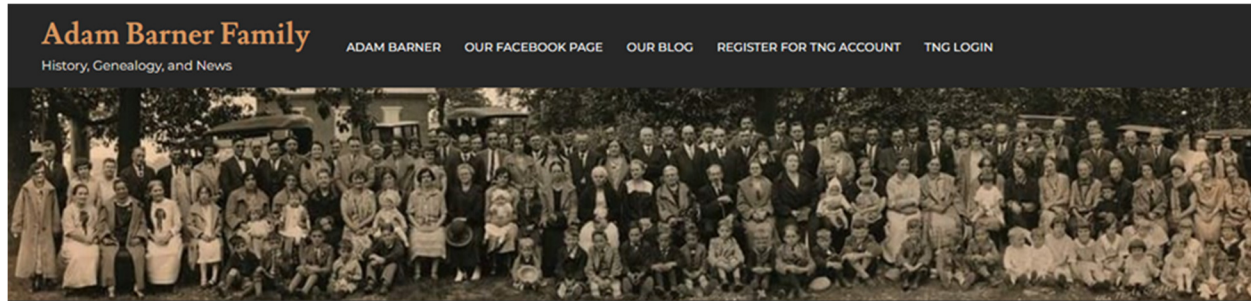 Adam Barner Family
History, Genealogy, and News
ADAM BARNER OUR FACEBOOK PAGE OUR BLOG REGISTER FOR TNG ACCOUNT TNG LOGIN